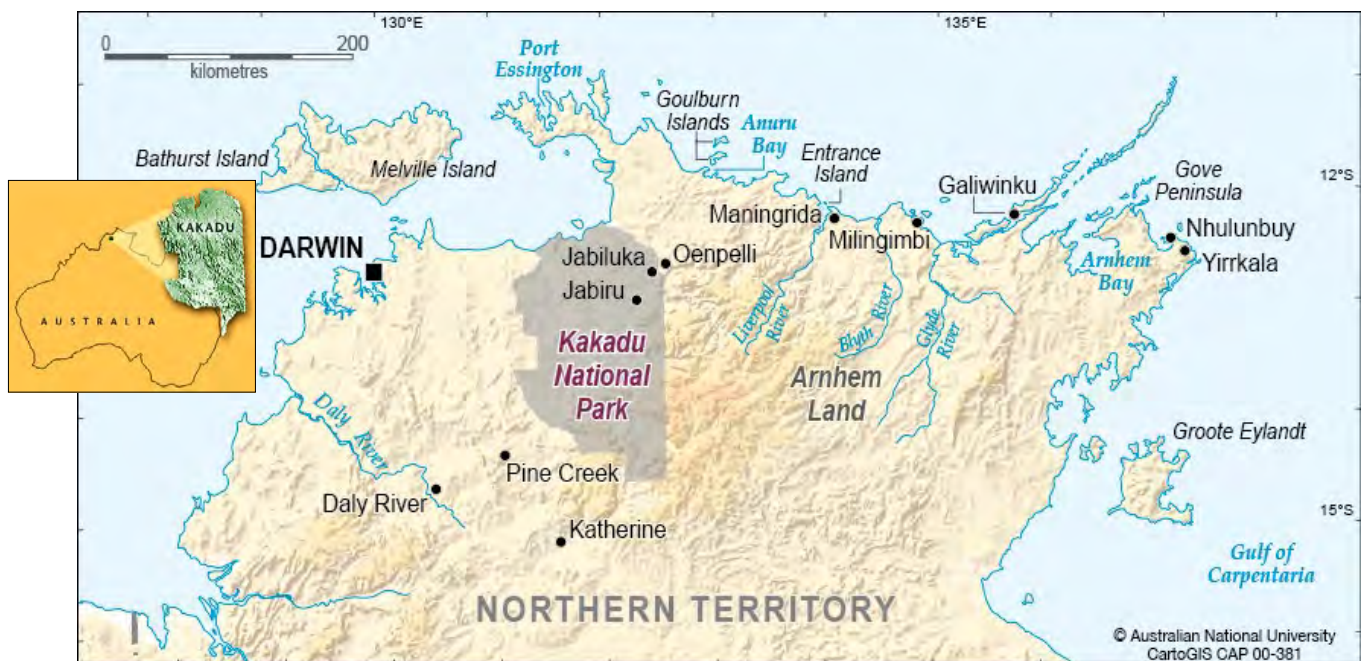 130°E
135°E
0
200
kilometres
Port
Essington
Goulburn
Islands
Anuru
Bay
Entrance
Island
Bathurst Island
Melville Island
12°S
Gove
Peninsula
Galiwinku
Maningrida
Milingimbi
Nhulunbuy
Yirrkala
Arnhem
Bay
KAKADU
AUSTRALIA
DARWIN
Jabiluka
Oenpelli
Jabiru
Liverpool
River
Blyth River
Glyde
River
Kakadu
National
Park
Arnhem
Land
Daly River
Groote Eylandt
Pine Creek
Daly River
Katherine
15°S
Gulf of
Carpentaria
NORTHERN TERRITORY
© Australian National University
CartoGIS CAP 00-381